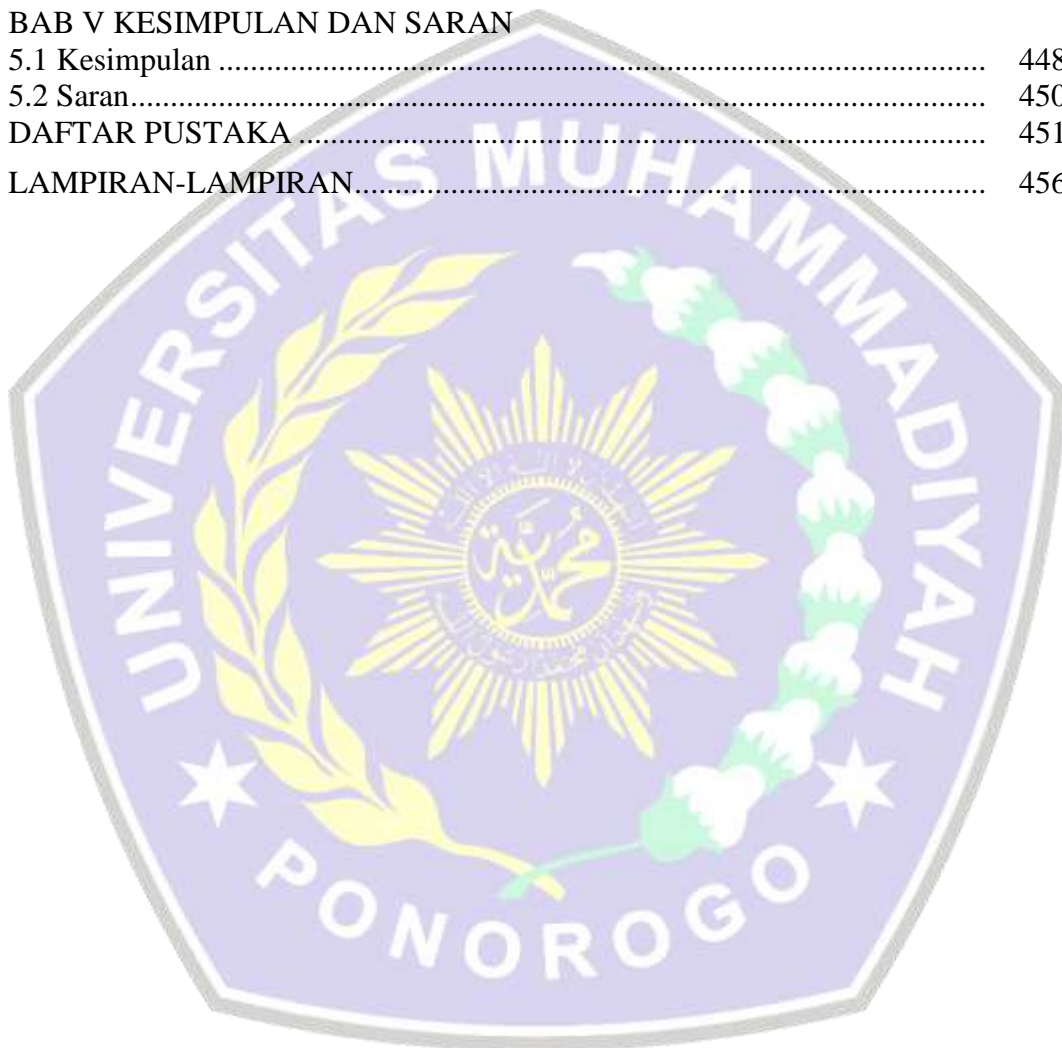 BAB V KESIMPULAN DAN SARAN
5.1 Kesimpulan ................................................................................................. 448
5.2 Saran............................................................................................................ 450
DAFTAR PUSTAKA ....................................................................................... 451
LAMPIRAN-LAMPIRAN................................................................................ 456
UNIVERSITAS MUHAMMADIYAH
محمدية
PONOROGO